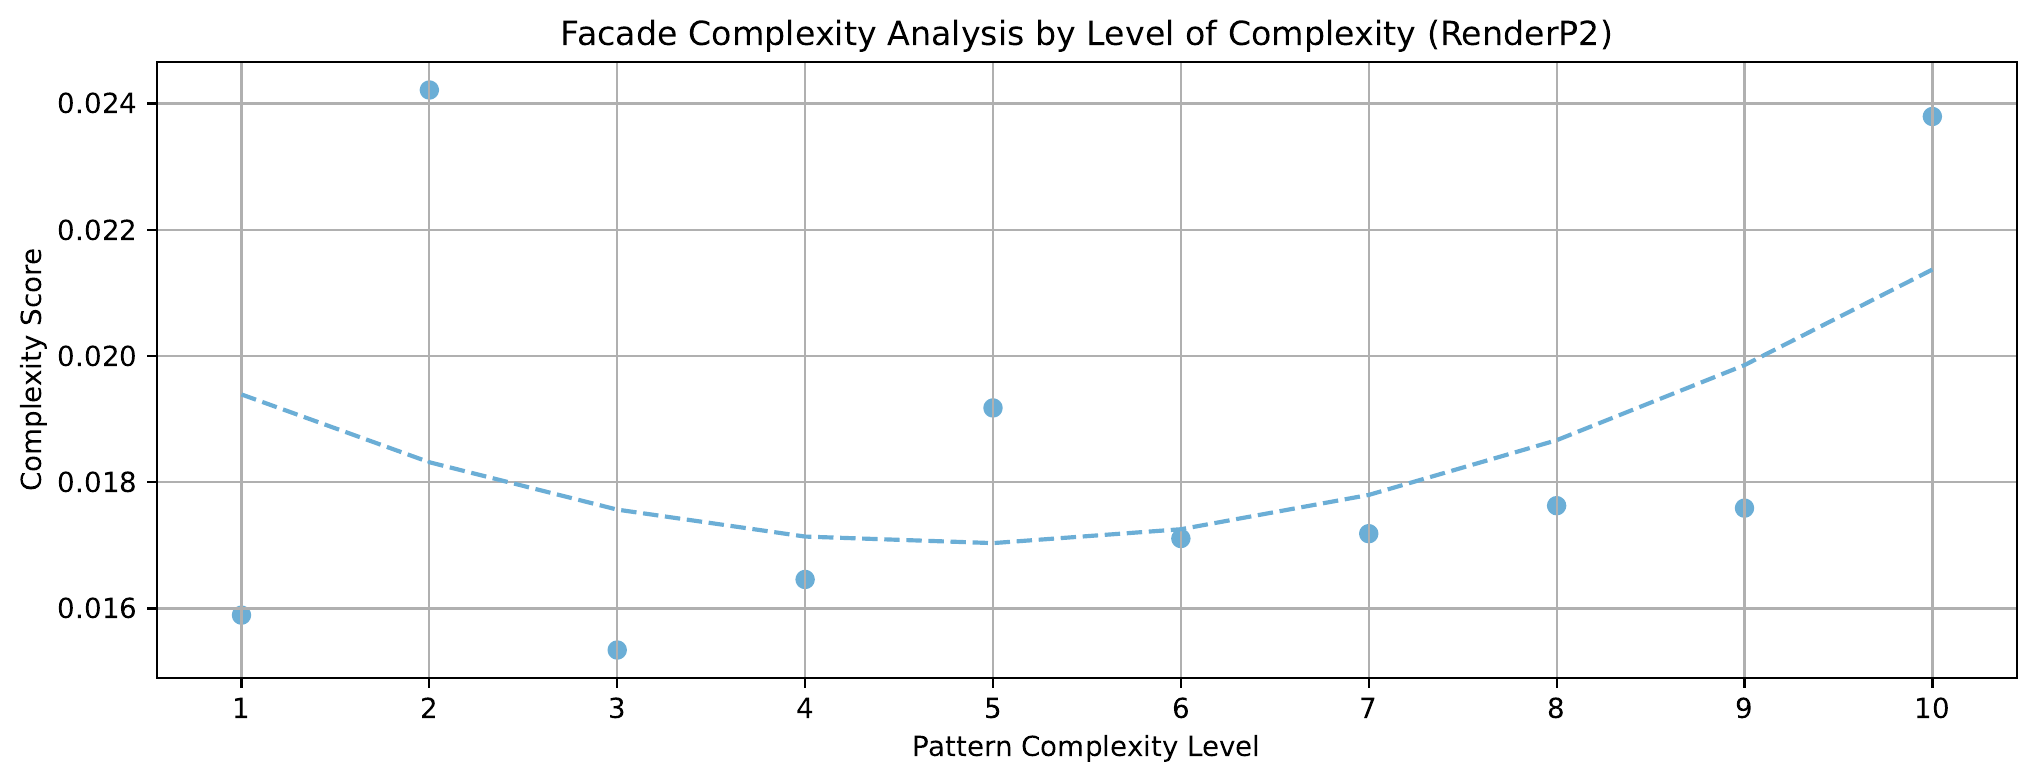 Facade Complexity Analysis by Level of Complexity (RenderP2)
0.024
0.022
0.020
0.018
0.016
Complexity Score
1 2 3 4 5 6 7 8 9 10
Pattern Complexity Level